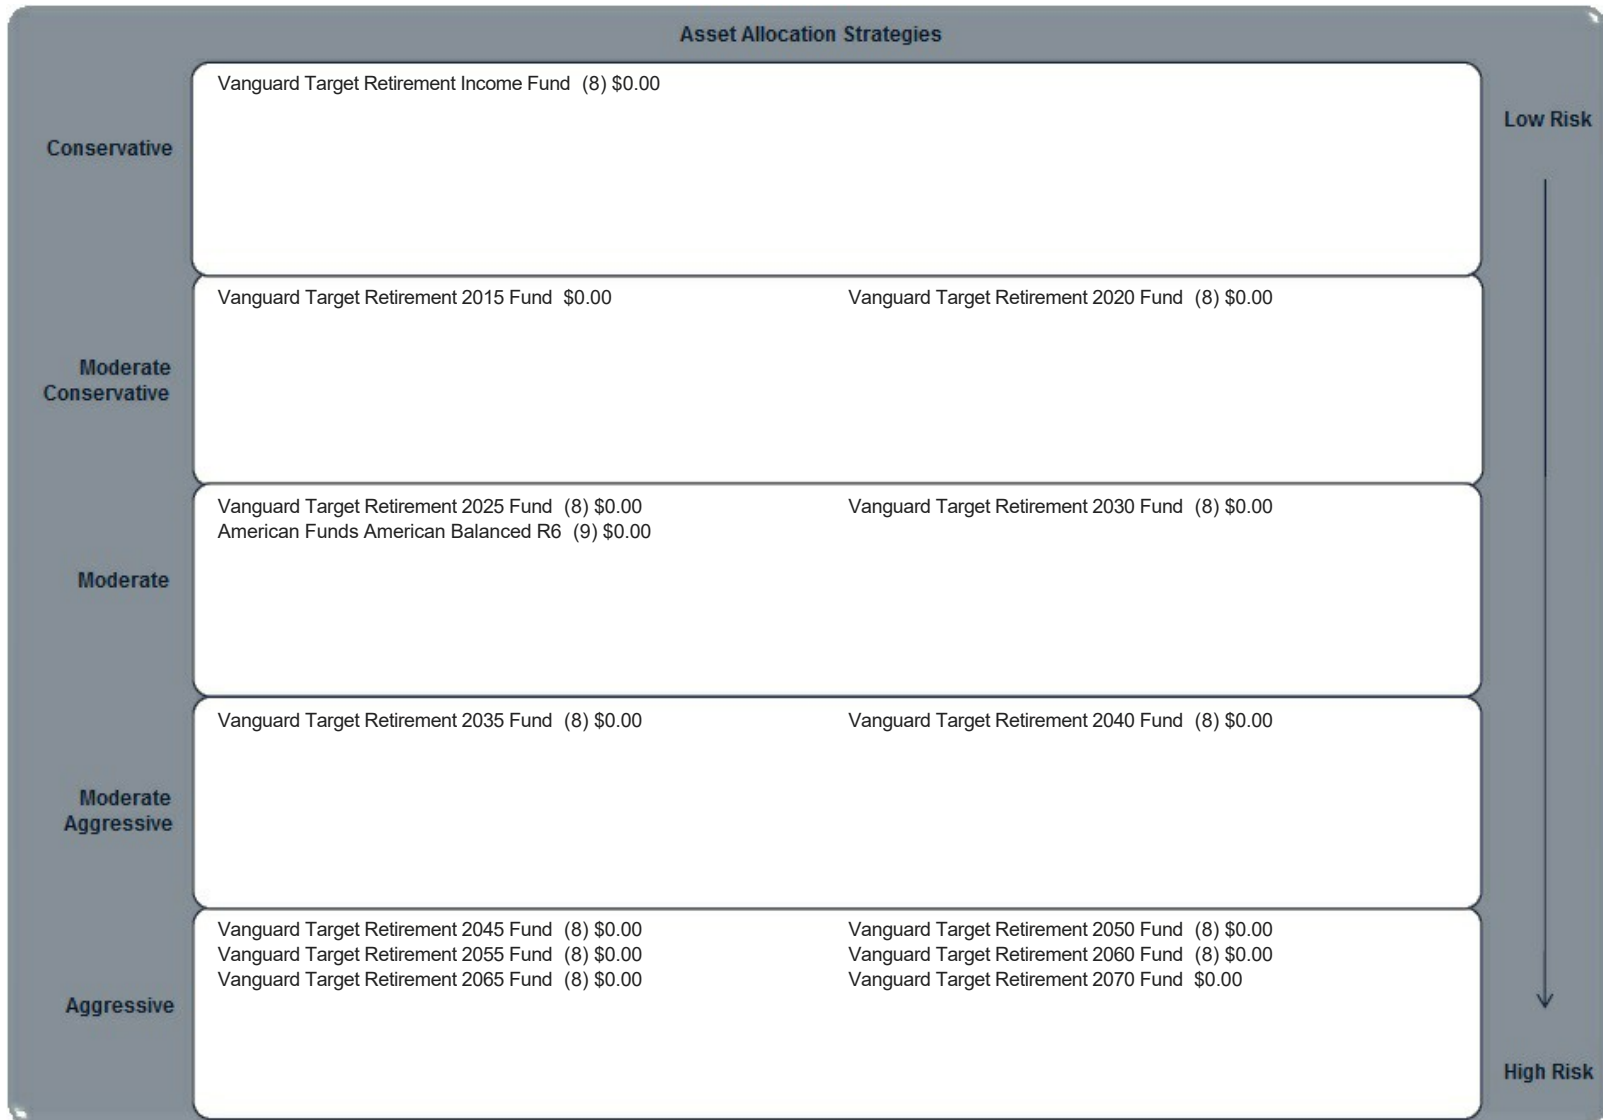 Asset Allocation Strategies
Conservative
Vanguard Target Retirement Income Fund (8) $0.00
Low Risk
Moderate
Conservative
Vanguard Target Retirement 2015 Fund $0.00
Vanguard Target Retirement 2020 Fund (8) $0.00
Moderate
Vanguard Target Retirement 2025 Fund (8) $0.00
Vanguard Target Retirement 2030 Fund (8) $0.00
American Funds American Balanced R6 (9) $0.00
Moderate
Aggressive
Vanguard Target Retirement 2035 Fund (8) $0.00
Vanguard Target Retirement 2040 Fund (8) $0.00
Aggressive
Vanguard Target Retirement 2045 Fund (8) $0.00
Vanguard Target Retirement 2050 Fund (8) $0.00
Vanguard Target Retirement 2055 Fund (8) $0.00
Vanguard Target Retirement 2060 Fund (8) $0.00
Vanguard Target Retirement 2065 Fund (8) $0.00
Vanguard Target Retirement 2070 Fund $0.00
High Risk